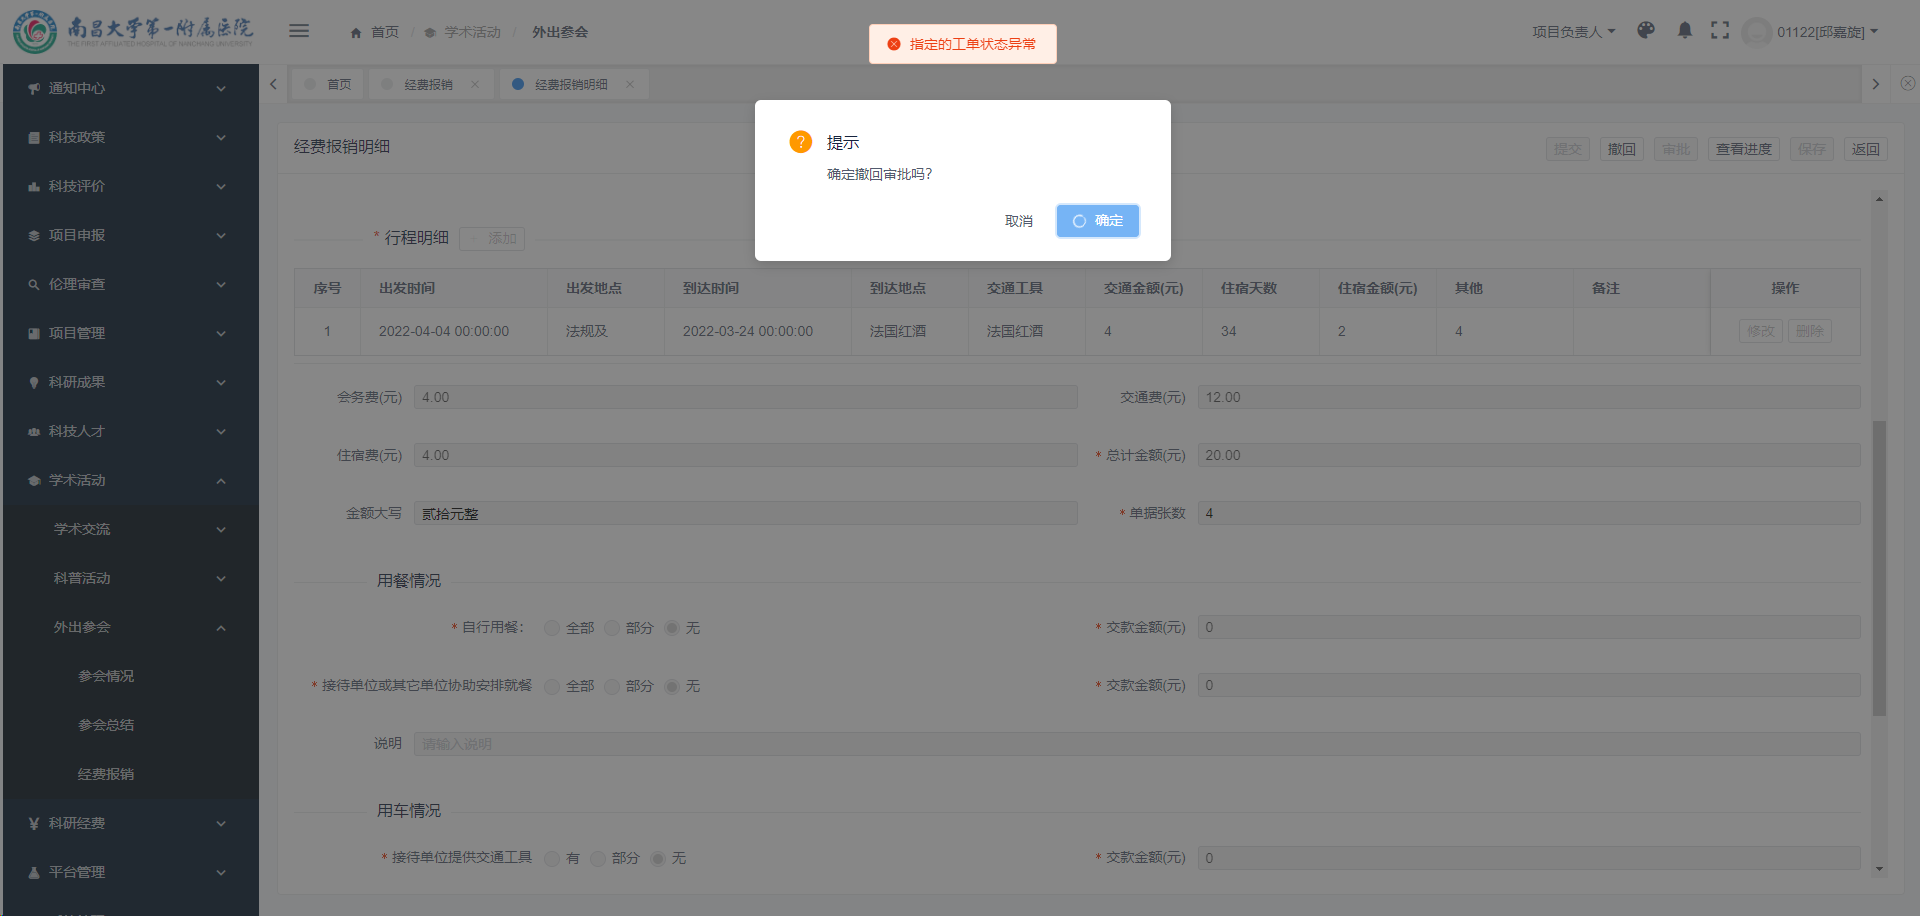 南昌大学第一附属医院
THE FIRST AFFILIATED HOSPITAL OF NANCHANG UNIVERSITY
首页 / 学术活动 / 外出参会
指定的工单状态异常
项目负责人
01122[邱嘉旋]
首页
经费报销
经费报销明细
通知中心
科技政策
科技评价
项目申报
伦理审查
项目管理
科研成果
科技人才
学术活动
学术交流
科普活动
外出参会
参会情况
参会总结
经费报销
科研经费
平台管理
经费报销明细
提交 撤回 审批 查看进度 保存 返回
提示
确定撤回审批吗?
取消 确定
* 行程明细 添加
序号 出发时间 出发地点 到达时间 到达地点 交通工具 交通金额(元) 住宿天数 住宿金额(元) 其他 备注 操作
1 2022-04-04 00:00:00 法规及 2022-03-24 00:00:00 法国红酒 法国红酒 4 34 2 4 修改 删除
会务费(元) 4.00 交通费(元) 12.00
住宿费(元) 4.00 * 总计金额(元) 20.00
金额大写 贰拾元整 * 单据张数 4
用餐情况
* 自行用餐: 全部 部分 无 * 交款金额(元) 0
* 接待单位或其它单位协助安排就餐 全部 部分 无 * 交款金额(元) 0
说明 请输入说明
用车情况
* 接待单位提供交通工具 有 部分 无 * 交款金额(元) 0